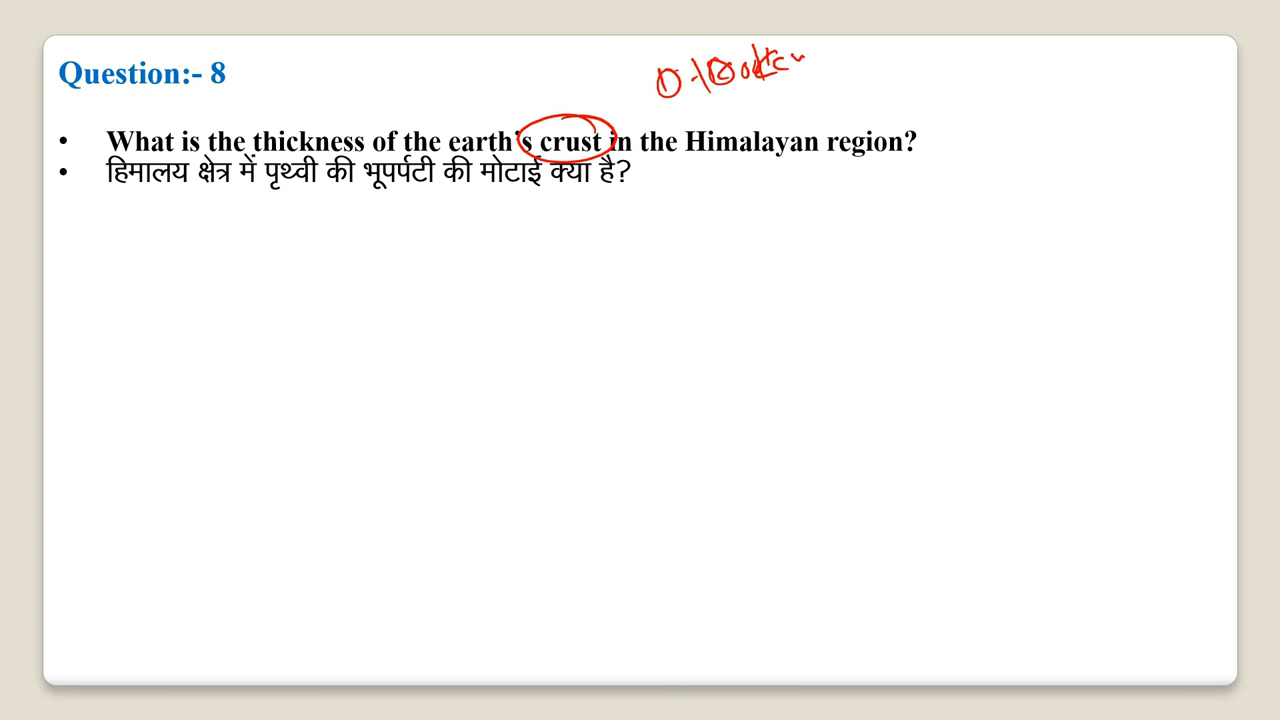 Question:- 8
• What is the thickness of the earth's crust in the Himalayan region?
• हिमालय क्षेत्र में पृथ्वी की भूपर्पटी की मोटाई क्या है?